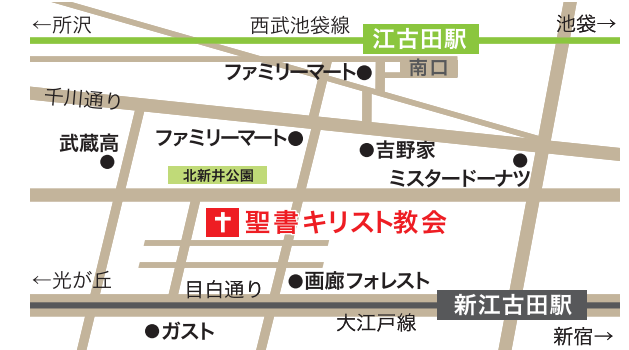 ←所沢
西武池袋線
池袋→
江古田駅
ファミリーマート
南口
千川通り
武蔵高
ファミリーマート
吉野家
ミスタードーナツ
北新井公園
聖書キリスト教会
←光が丘
目白通り
画廊フォレスト
新江古田駅
ガスト
大江戸線
新宿→